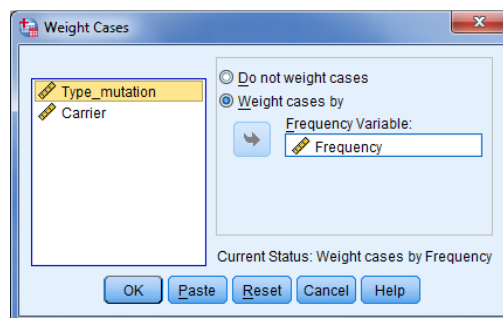 Weight Cases
x
Type_mutation
Carrier
Do not weight cases
Weight cases by
Frequency Variable:
Frequency
Current Status: Weight cases by Frequency
OK Paste Reset Cancel Help